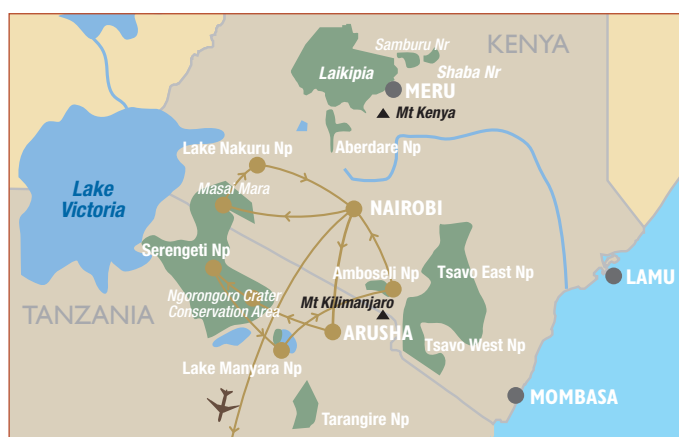 Samburu Nr
KENYA
Laikipia
Shaba Nr
MERU
Mt Kenya
Lake Nakuru Np
Aberdare Np
Lake
Victoria
Masai Mara
NAIROBI
Serengeti Np
Amboseli Np
Tsavo East Np
LAMU
Ngorongoro Crater
Conservation Area
Mt Kilimanjaro
TANZANIA
ARUSHA
Tsavo West Np
Lake Manyara Np
MOMBASA
Tarangire Np